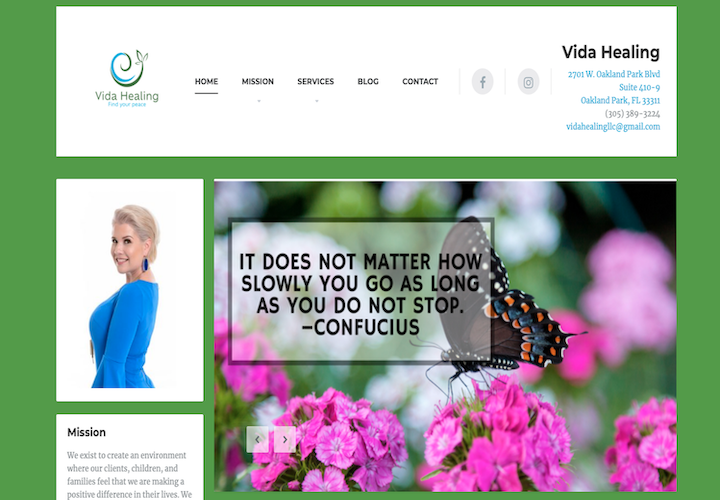 Vida Healing
Find your peace
HOME
MISSION
SERVICES
BLOG
CONTACT
Vida Healing
2701 W. Oakland Park Blvd
Suite 410-9
Oakland Park, FL 33311
(305) 389-3224
vidahealingllc@gmail.com
IT DOES NOT MATTER HOW
SLOWLY YOU GO AS LONG
AS YOU DO NOT STOP.
–CONFUCIUS
Mission
We exist to create an environment
where our clients, children, and
families feel that we are making a
positive difference in their lives. We